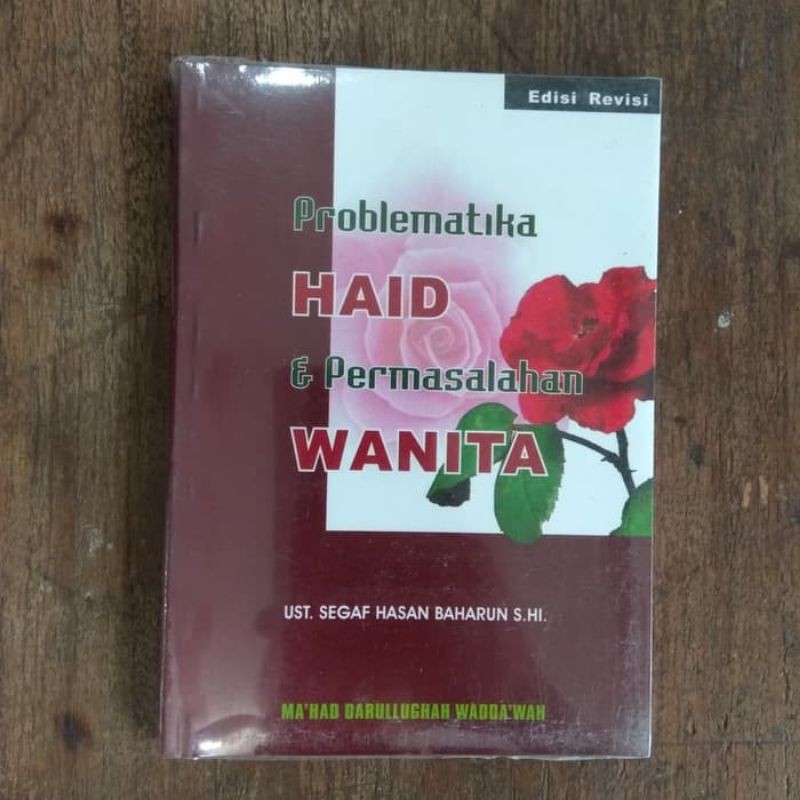 Edisi Revisi
Problematika
HAID
& Permasalahan
WANITA
UST. SEGAF HASAN BAHARUN S.HI.
MA'HAD DARULLUGHAH WADDA'WAH